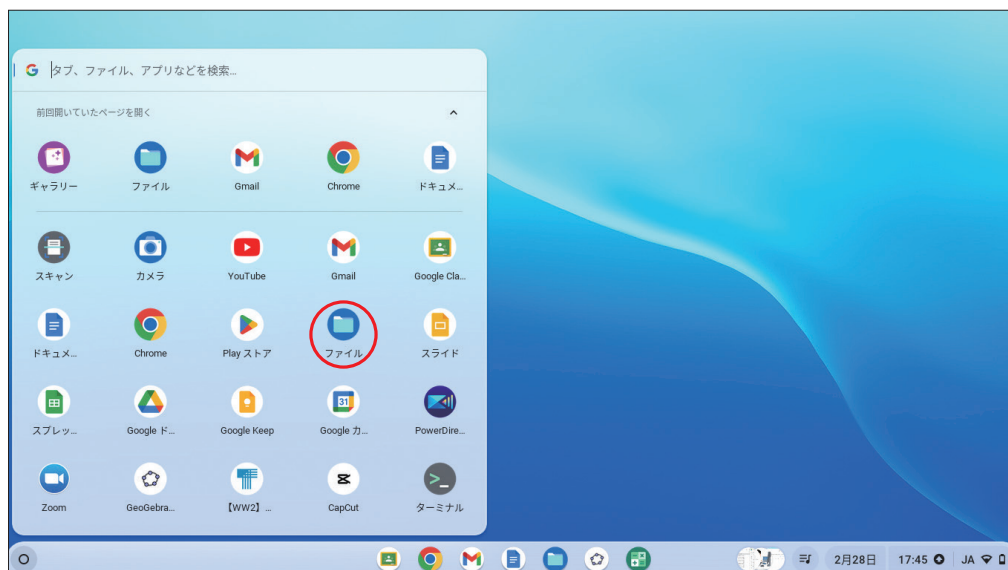 タブ、ファイル、アプリなどを検索...
前回開いていたページを開く
ギャラリー ファイル Gmail Chrome ドキュメ...
スキャン カメラ YouTube Gmail Google Cla...
ドキュメ... Chrome Play ストア ファイル スライド
31
スプレッ... Google ド... Google Keep Google カ... PowerDire...
Zoom GeoGebra... 【WW2】... CapCut ターミナル
2月28日 17:45 JA